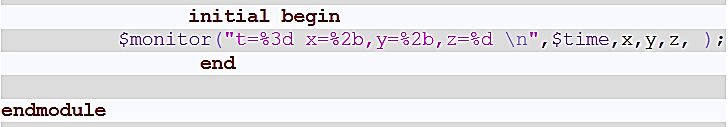 initial begin
$monitor("t=%3d x=%2b,y=%2b,z=%d \n",$time,x,y,z, );
end
endmodule